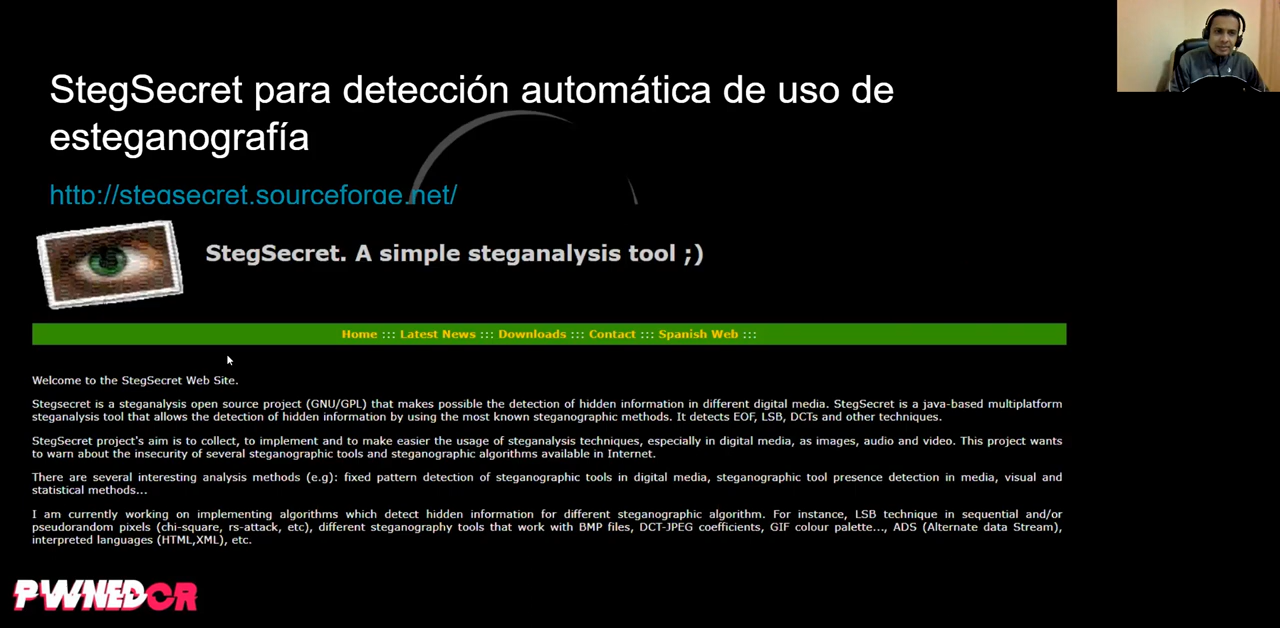 StegSecret para detección automática de uso de
esteganografía
http://stegsecret.sourceforge.net/
StegSecret. A simple steganalysis tool ;)
Home ::: Latest News ::: Downloads ::: Contact ::: Spanish Web :::
Welcome to the StegSecret Web Site.
Stegsecret is a steganalysis open source project (GNU/GPL) that makes possible the detection of hidden information in different digital media. StegSecret is a java-based multiplatform
steganalysis tool that allows the detection of hidden information by using the most known steganographic methods. It detects EOF, LSB, DCTs and other techniques.
StegSecret project's aim is to collect, to implement and to make easier the usage of steganalysis techniques, especially in digital media, as images, audio and video. This project wants
to warn about the insecurity of several steganographic tools and steganographic algorithms available in Internet.
There are several interesting analysis methods (e.g): fixed pattern detection of steganographic tools in digital media, steganographic tool presence detection in media, visual and
statistical methods...
I am currently working on implementing algorithms which detect hidden information for different steganographic algorithm. For instance, LSB technique in sequential and/or
pseudorandom pixels (chi-square, rs-attack, etc), different steganography tools that work with BMP files, DCT-JPEG coefficients, GIF colour palette..., ADS (Alternate data Stream),
interpreted languages (HTML,XML), etc.
PWNEDCR